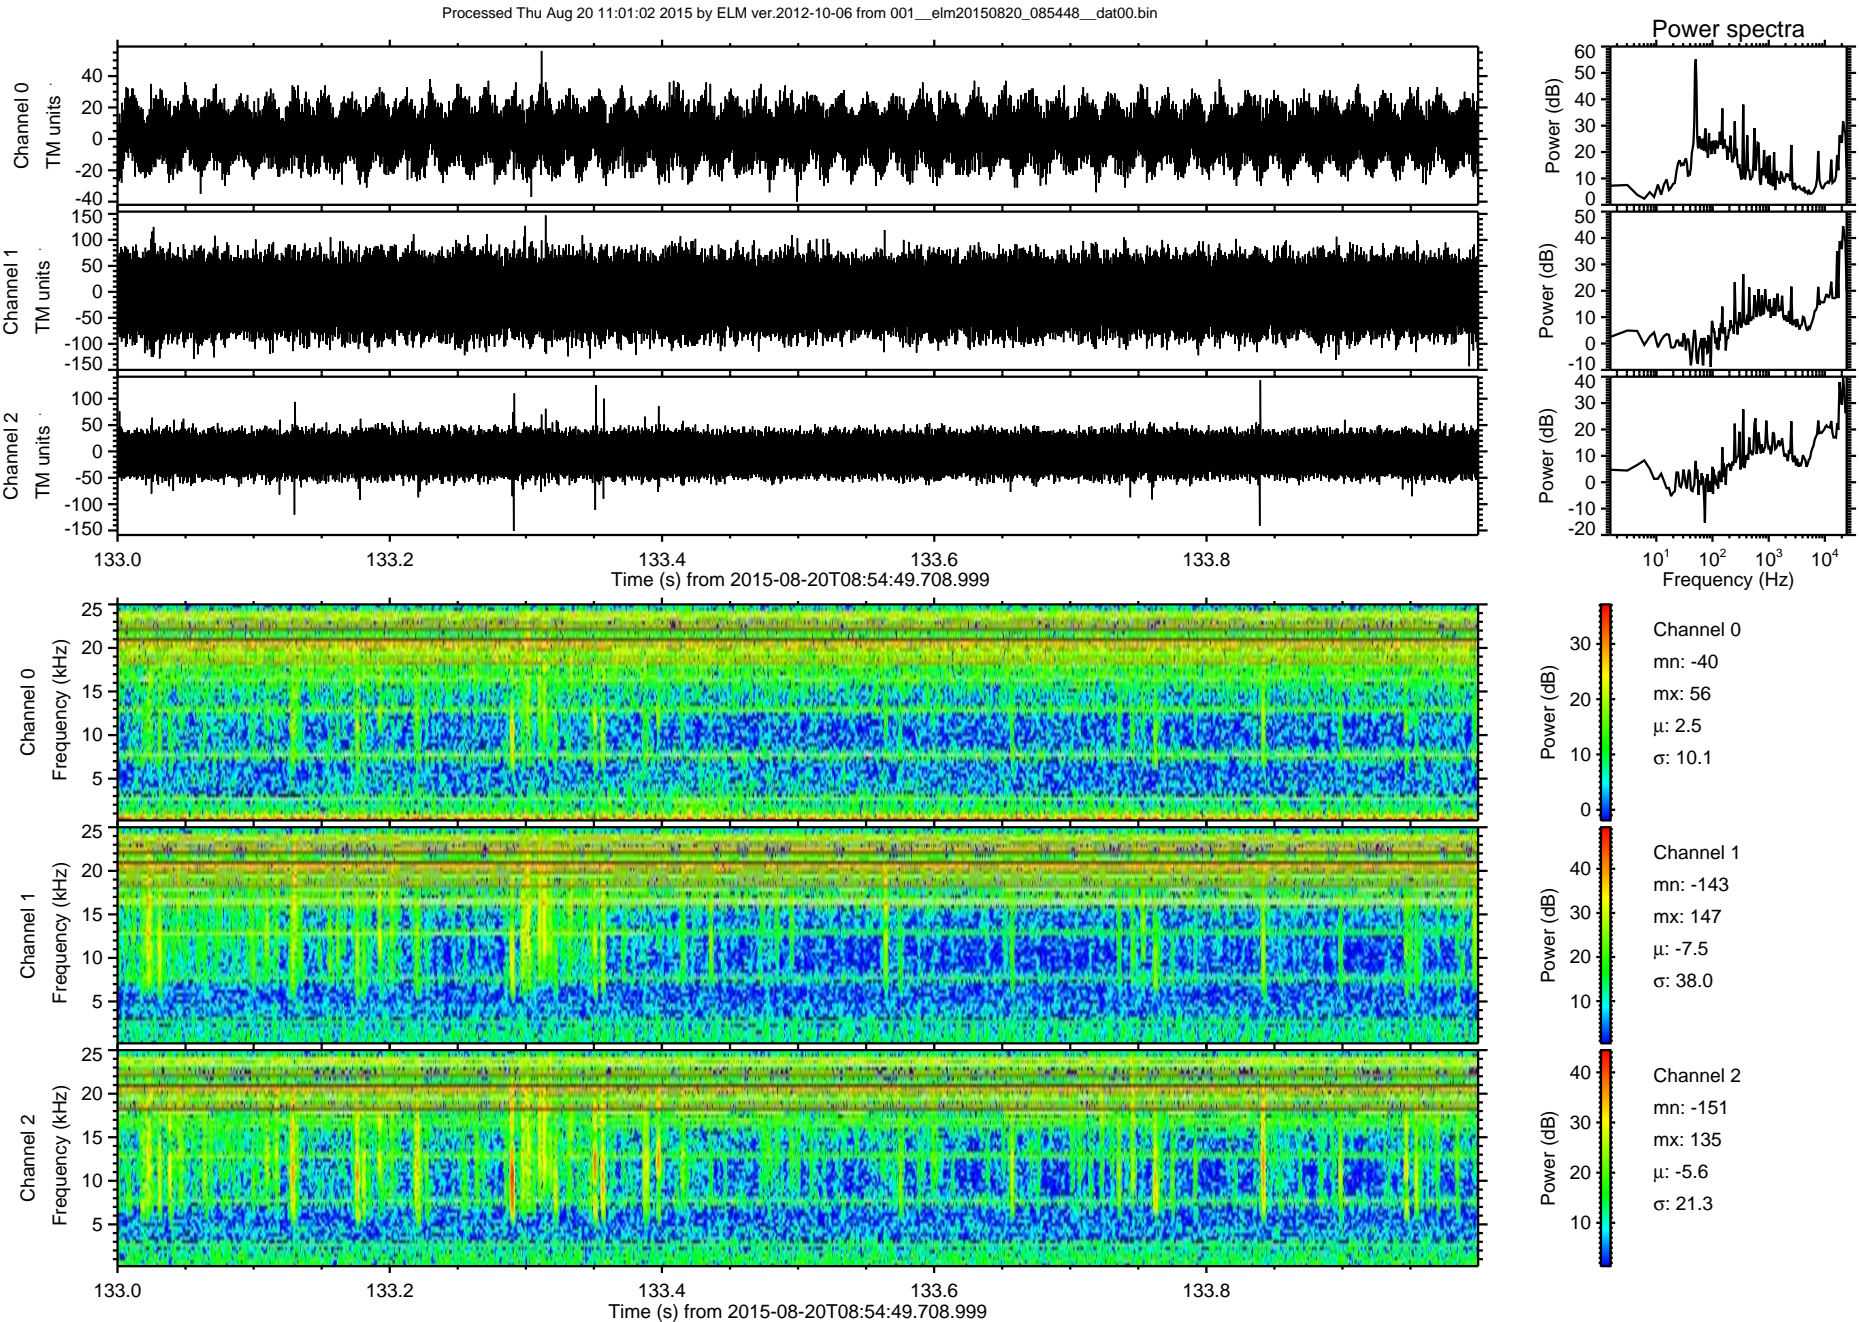 Processed Thu Aug 20 11:01:02 2015 by ELM ver.2012-10-06 from 001__elm20150820_085448__dat00.bin
Power spectra
Channel 0
TM units
40
20
0
-20
-40
Power (dB)
60
50
40
30
20
10
0
Channel 1
TM units
150
100
50
0
-50
-100
-150
Power (dB)
50
40
30
20
10
0
-10
Channel 2
TM units
100
50
0
-50
-100
-150
Power (dB)
40
30
20
10
0
-10
-20
133.0 133.2 133.4 133.6 133.8
Time (s) from 2015-08-20T08:54:49.708.999
10^1 10^2 10^3 10^4
Frequency (Hz)
Channel 0
Frequency (kHz)
25
20
15
10
5
Power (dB)
30
20
10
0
Channel 0
mn: -40
mx: 56
μ: 2.5
σ: 10.1
Channel 1
Frequency (kHz)
25
20
15
10
5
Power (dB)
40
30
20
10
Channel 1
mn: -143
mx: 147
μ: -7.5
σ: 38.0
Channel 2
Frequency (kHz)
25
20
15
10
5
Power (dB)
40
30
20
10
Channel 2
mn: -151
mx: 135
μ: -5.6
σ: 21.3
133.0 133.2 133.4 133.6 133.8
Time (s) from 2015-08-20T08:54:49.708.999